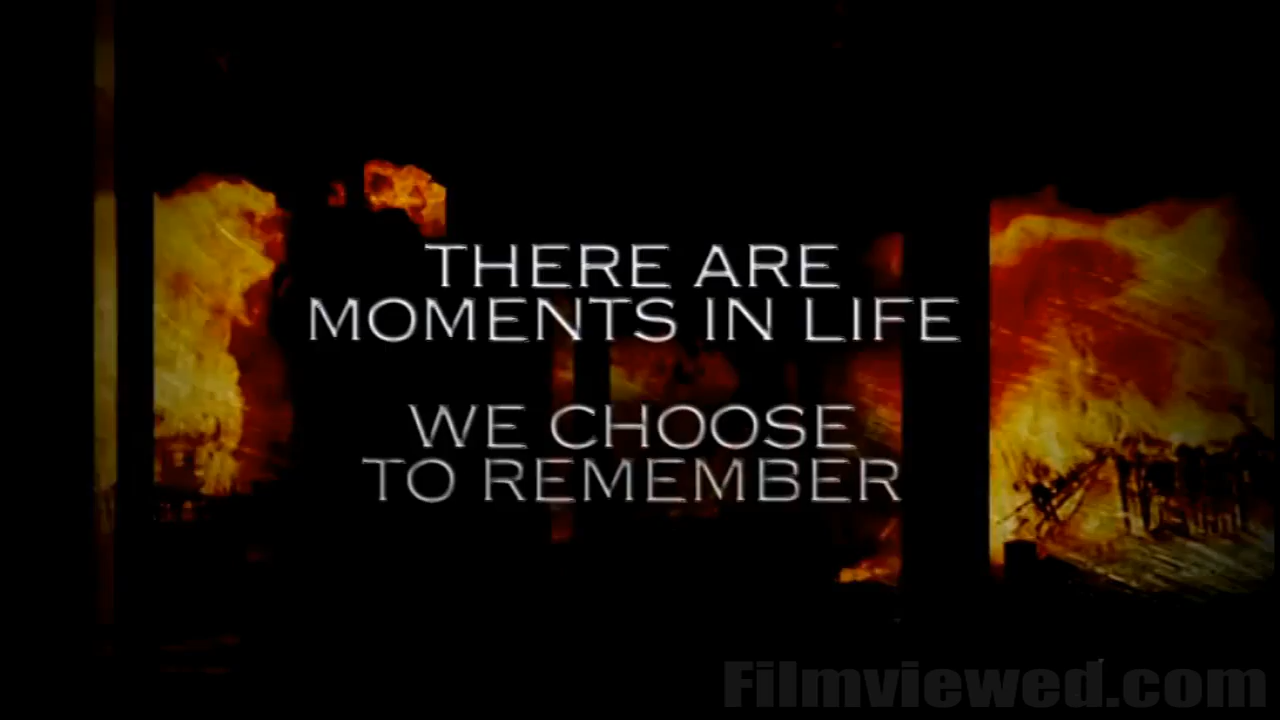 THERE ARE
MOMENTS IN LIFE
WE CHOOSE
TO REMEMBER
Filmviewed.com